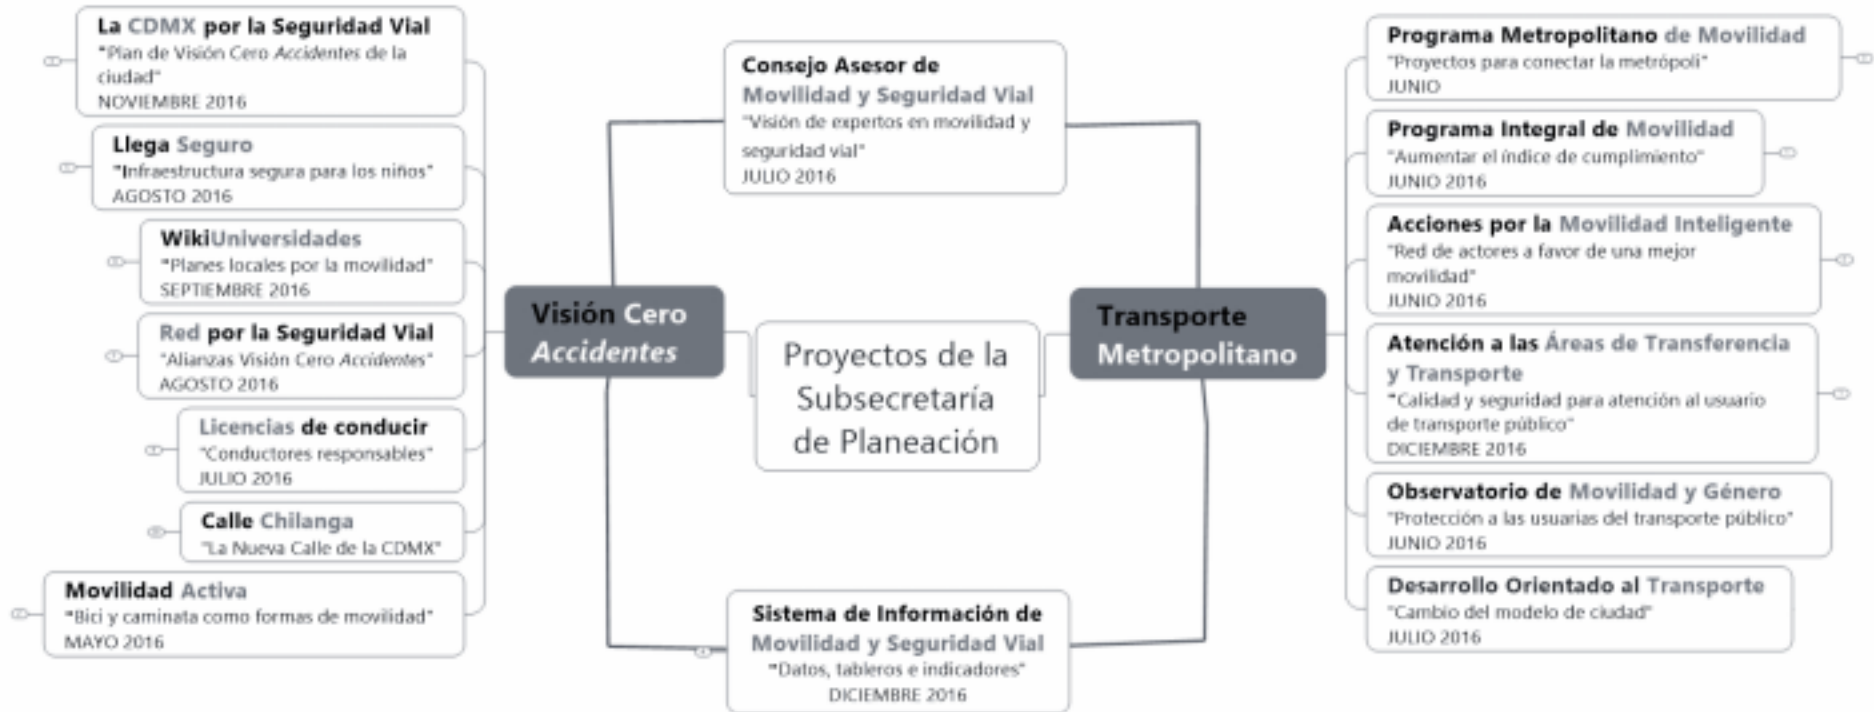 La CDMX por la Seguridad Vial
"Plan de Visión Cero Accidentes de la
ciudad"
NOVIEMBRE 2016
Llega Seguro
"Infraestructura segura para los niños"
AGOSTO 2016
WikiUniversidades
"Planes locales por la movilidad"
SEPTIEMBRE 2016
Red por la Seguridad Vial
"Alianzas Visión Cero Accidentes"
AGOSTO 2016
Licencias de conducir
"Conductores responsables"
JULIO 2016
Calle Chilanga
"La Nueva Calle de la CDMX"
Movilidad Activa
"Bici y caminata como formas de movilidad"
MAYO 2016
Visión Cero
Accidentes
Consejo Asesor de
Movilidad y Seguridad Vial
"Visión de expertos en movilidad y
seguridad vial"
JULIO 2016
Proyectos de la
Subsecretaría
de Planeación
Sistema de Información de
Movilidad y Seguridad Vial
"Datos, tableros e indicadores"
DICIEMBRE 2016
Transporte
Metropolitano
Programa Metropolitano de Movilidad
"Proyectos para conectar la metrópoli"
JUNIO
Programa Integral de Movilidad
"Aumentar el índice de cumplimiento"
JUNIO 2016
Acciones por la Movilidad Inteligente
"Red de actores a favor de una mejor
movilidad"
JUNIO 2016
Atención a las Áreas de Transferencia
y Transporte
"Calidad y seguridad para atención al usuario
de transporte público"
DICIEMBRE 2016
Observatorio de Movilidad y Género
"Protección a las usuarias del transporte público"
JUNIO 2016
Desarrollo Orientado al Transporte
"Cambio del modelo de ciudad"
JULIO 2016